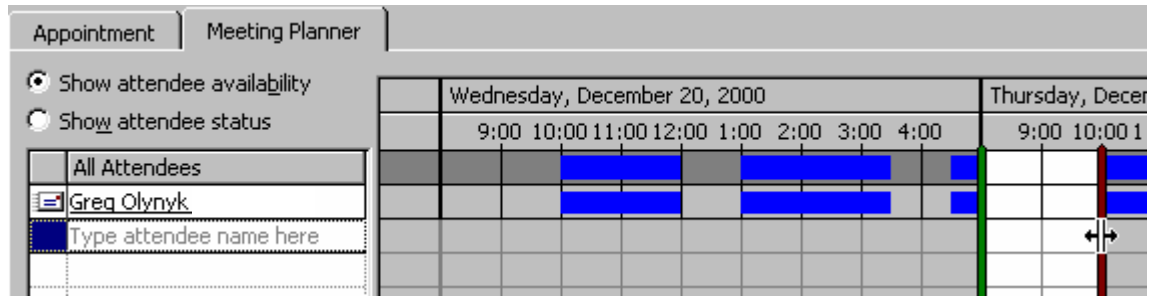 Appointment Meeting Planner
Show attendee availability
Show attendee status
Wednesday, December 20, 2000 Thursday, Decem
9:00 10:00 11:00 12:00 1:00 2:00 3:00 4:00 9:00 10:00 1
All Attendees
Greg Olynyk
Type attendee name here